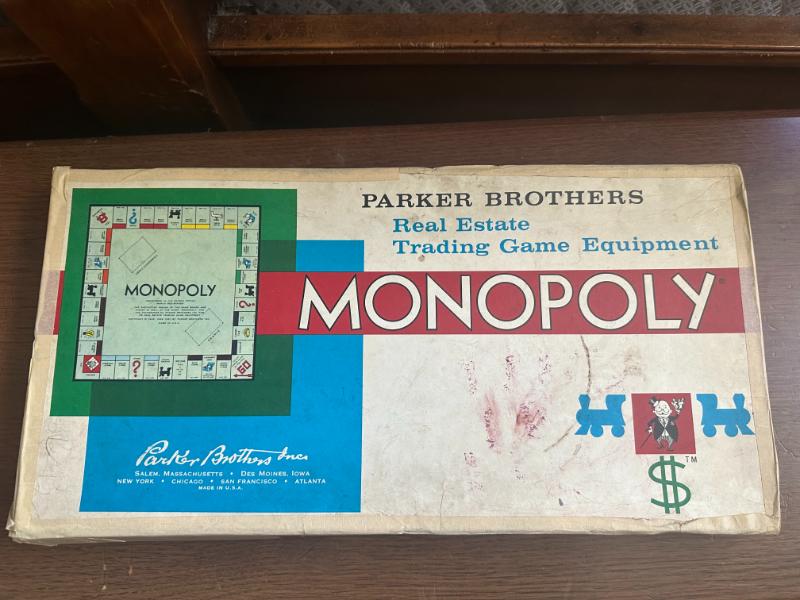 PARKER BROTHERS
Real Estate
Trading Game Equipment
MONOPOLY®
MONOPOLY
Parker Brothers Inc.
SALEM, MASSACHUSETTS • DES MOINES, IOWA
NEW YORK • CHICAGO • SAN FRANCISCO • ATLANTA
MADE IN U.S.A.
TM
$